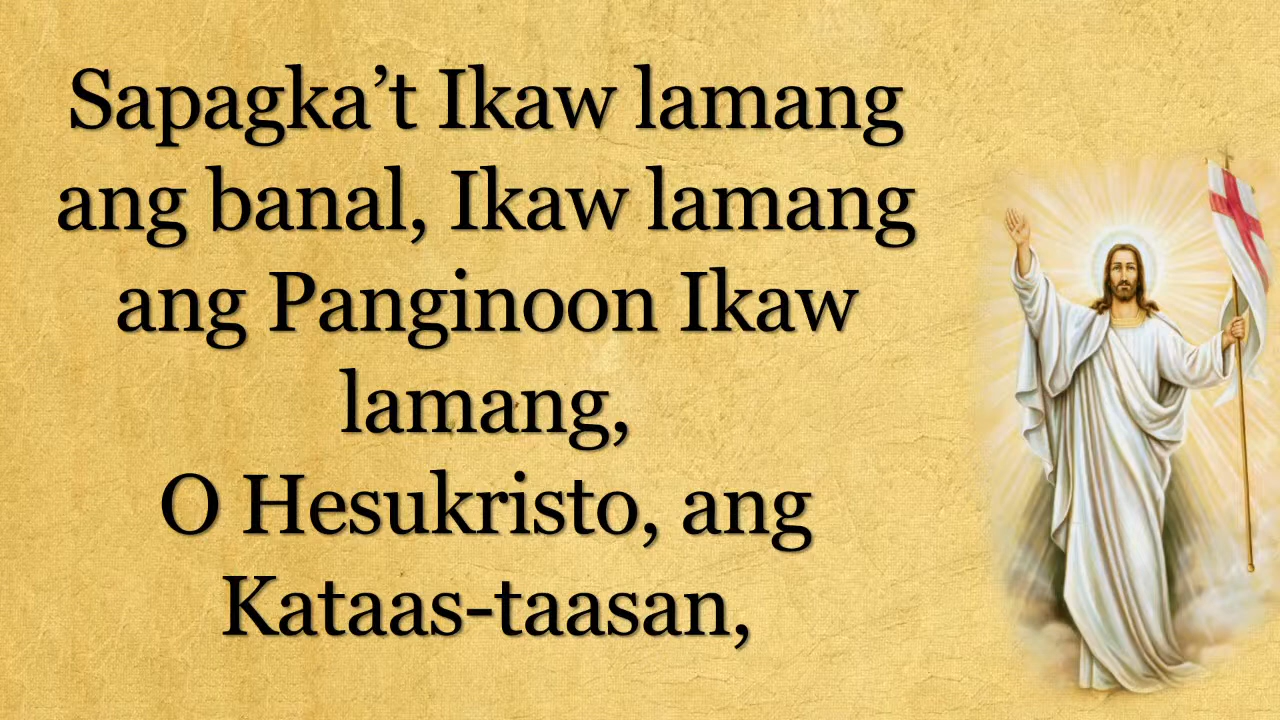 Sapagka’t Ikaw lamang
ang banal, Ikaw lamang
ang Panginoon Ikaw
lamang,
O Hesukristo, ang
Kataas-taasan,